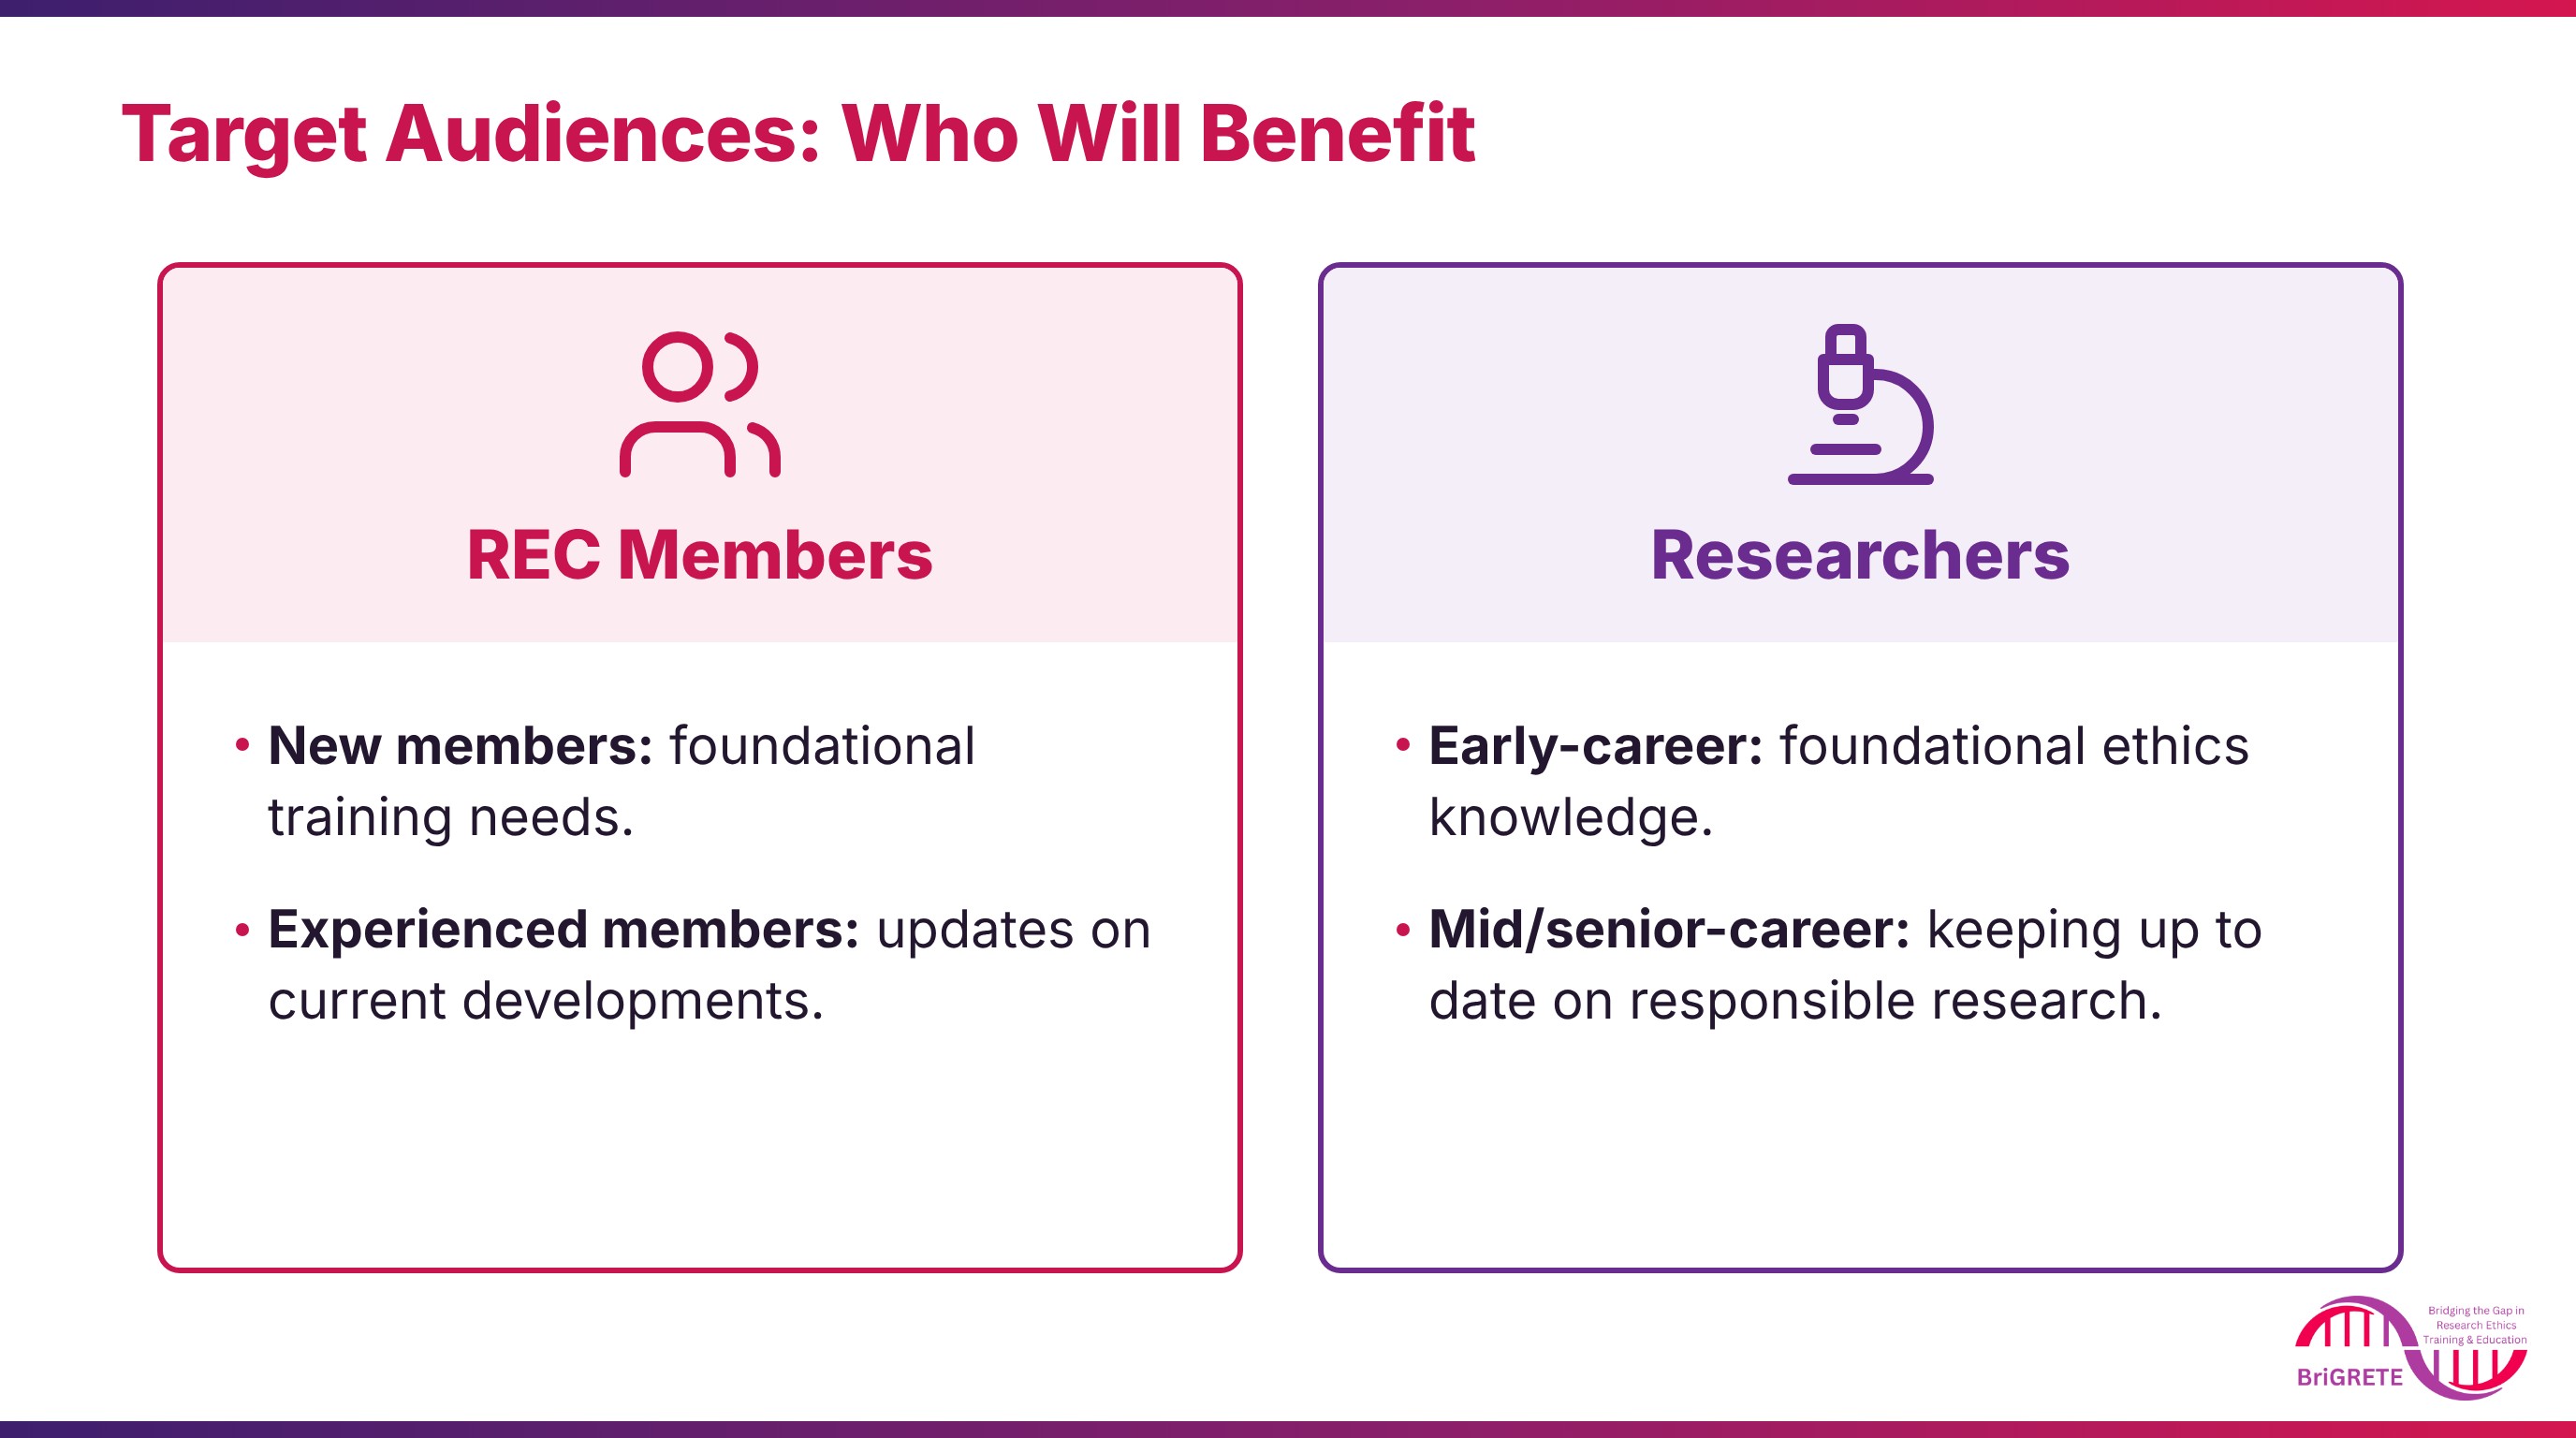 Target Audiences: Who Will Benefit
REC Members
New members: foundational
training needs.
Experienced members: updates on
current developments.
Researchers
Early-career: foundational ethics
knowledge.
Mid/senior-career: keeping up to
date on responsible research.
Bridging the Gap in
Research Ethics
Training & Education
BriGRETE